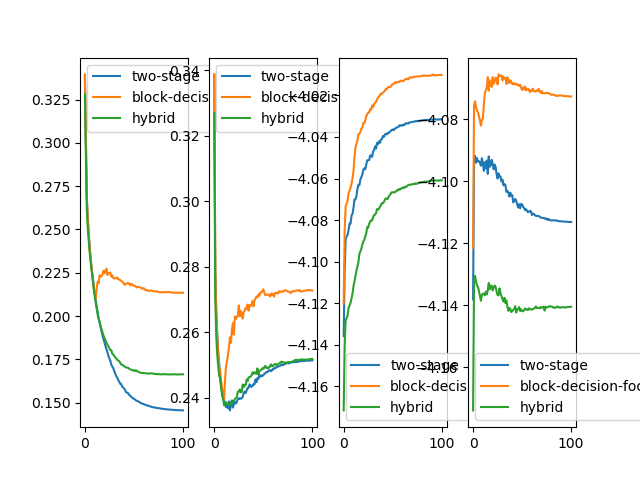 two-stage
block-decis
hybrid
0.325
0.300
0.275
0.250
0.225
0.200
0.175
0.150
0
100
two-stage
block-decis
hybrid
0.34
0.32
0.30
0.28
0.26
0.24
0
100
−4.02
−4.04
−4.06
−4.08
−4.10
−4.12
−4.14
−4.16
two-stage
block-decis
hybrid
0
100
−4.08
−4.10
−4.12
−4.14
−4.16
two-stage
block-decision-foc
hybrid
0
100